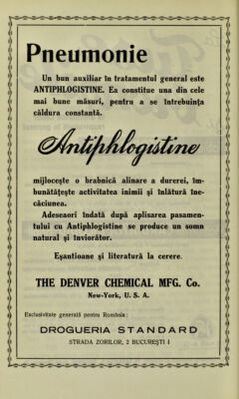 Pneumonie
Un bun auxiliar în tratamentul general este
ANTIPHLOGISTINE. Ea constitue una din cele
mai bune măsuri, pentru a se întrebuința
căldura constantă.
Antiphlogistine
mijlocește o brabnică alinare a durerei, îm-
bunătățește activitatea inimii și înlătură îne-
căciunea.
Adeseaori îndată după aplisarea pasamen-
tului cu Antiphlogistine se produce un somn
natural și înviorător.
Eșantioane și literatură la cerere.
THE DENVER CHEMICAL MFG. Co.
New-York, U. S. A.
Exclusivitate generală pentru România:
DROGUERIA STANDARD
STRADA ZORILOR, 2 BUCUREȘTI I